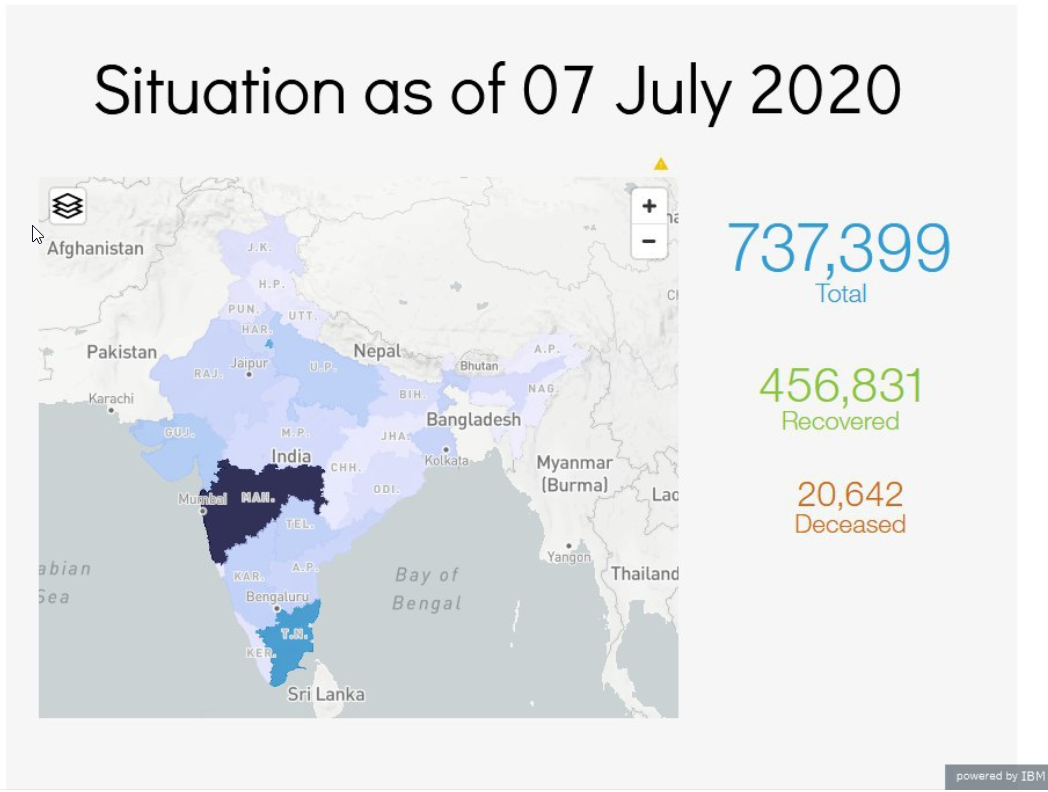 Situation as of 07 July 2020
Afghanistan
J.K.
H.P.
PUN.
UTT.
HAR.
Pakistan
Nepal
Bhutan
A.P.
Jaipur
RAJ.
U.P.
Karachi
BIH.
NAG.
Bangladesh
GUJ.
M.P.
JHA.
India
Kolkata
CHH.
Myanmar
(Burma)
ODI.
Mumbai
MAH.
Lao
TEL.
Yangon
A.P.
KAR.
Thailand
abian
Sea
Bay of
Bengal
Bengaluru
T.N.
KER.
Sri Lanka
+
−
737,399
Total
456,831
Recovered
20,642
Deceased
powered by IBM